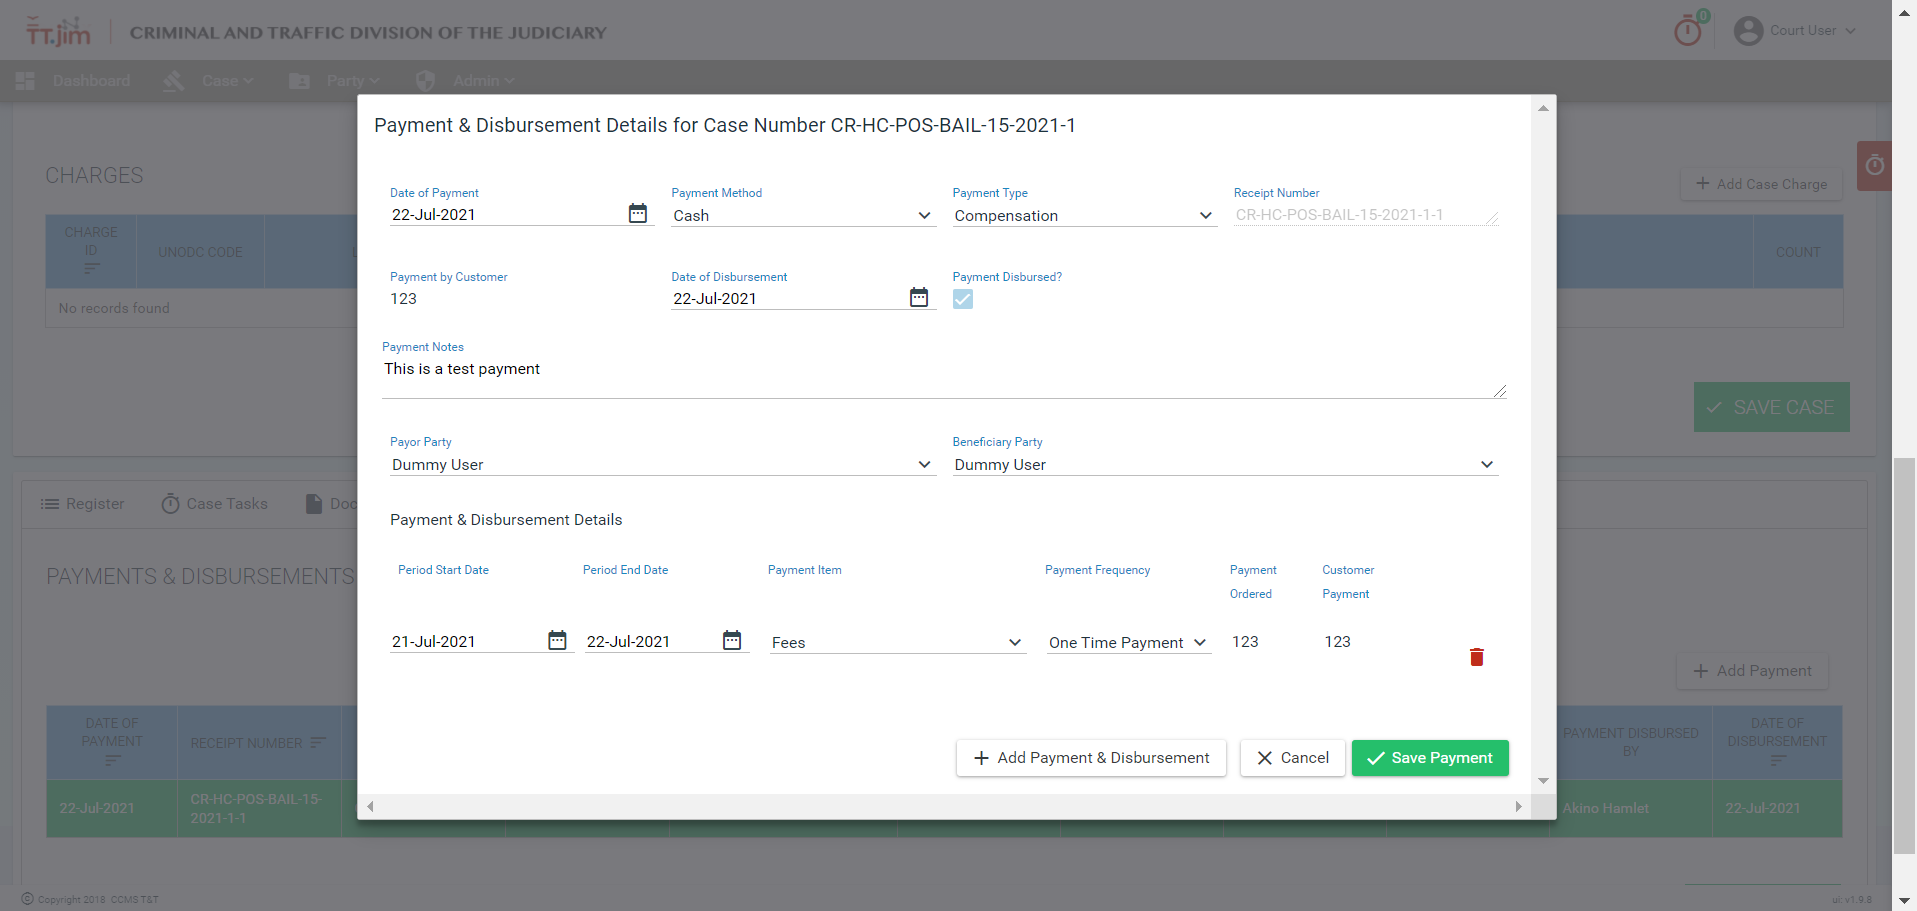 TT.jim
CRIMINAL AND TRAFFIC DIVISION OF THE JUDICIARY
0
Court User
Dashboard
Case
Party
Admin
Payment & Disbursement Details for Case Number CR-HC-POS-BAIL-15-2021-1
CHARGES
Add Case Charge
Date of Payment
Payment Method
Payment Type
Receipt Number
22-Jul-2021
Cash
Compensation
CR-HC-POS-BAIL-15-2021-1-1
CHARGE
ID
UNODC CODE
COUNT
Payment by Customer
Date of Disbursement
Payment Disbursed?
123
22-Jul-2021
No records found
Payment Notes
This is a test payment
SAVE CASE
Payor Party
Beneficiary Party
Dummy User
Dummy User
Register
Case Tasks
Payment & Disbursement Details
PAYMENTS & DISBURSEMENTS
Period Start Date
Period End Date
Payment Item
Payment Frequency
Payment
Ordered
Customer
Payment
21-Jul-2021
22-Jul-2021
Fees
One Time Payment
123
123
Add Payment
DATE OF
PAYMENT
RECEIPT NUMBER
PAYMENT DISBURSED
BY
DATE OF
DISBURSEMENT
Add Payment & Disbursement
Cancel
Save Payment
22-Jul-2021
CR-HC-POS-BAIL-15-
2021-1-1
Akino Hamlet
22-Jul-2021
© Copyright 2018 CCMS T&T
ui: v1.9.8